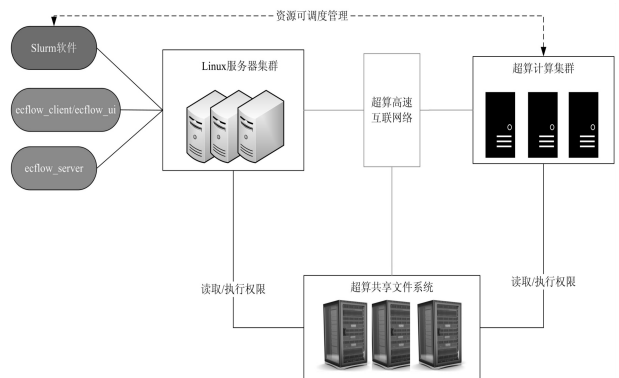 资源可调度管理
Slurm软件
Linux服务器集群
超算高速
互联网络
超算计算集群
ecflow_client/ecflow_ui
ecflow_server
读取/执行权限
超算共享文件系统
读取/执行权限